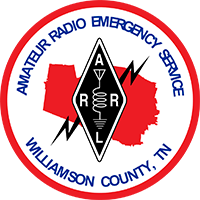 AMATEUR RADIO EMERGENCY SERVICE
A
R R
L
WILLIAMSON COUNTY, TN